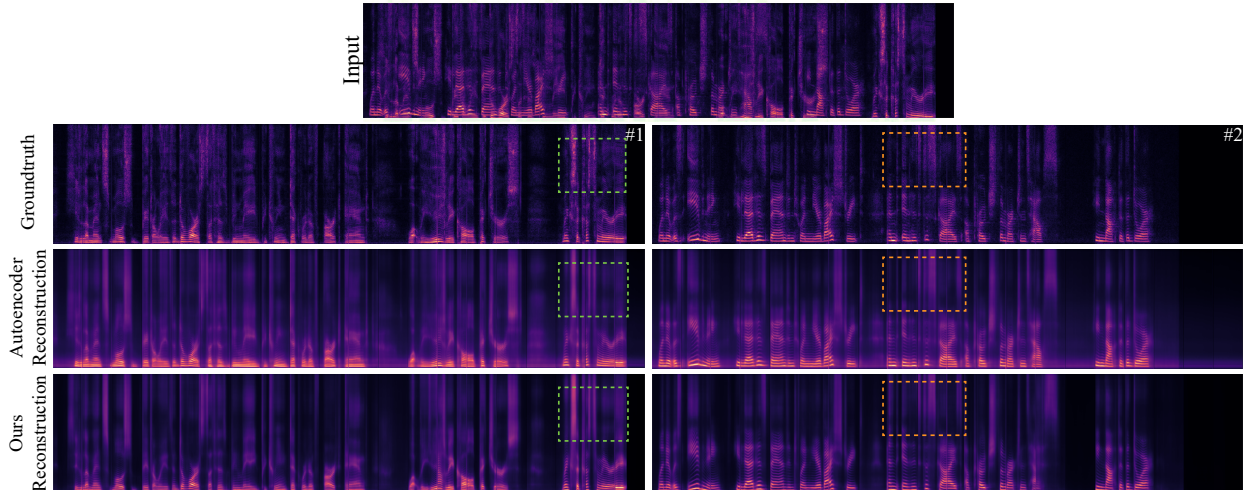 Input
Groundtruth
#1
#2
Autoencoder
Reconstruction
Ours
Reconstruction